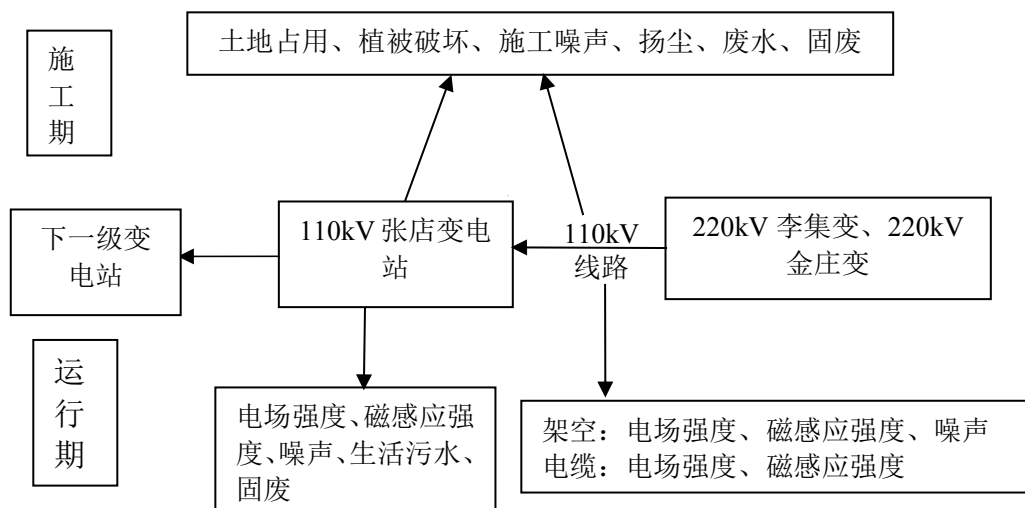 土地占用、植被破坏、施工噪声、扬尘、废水、固废
施
工
期
下一级变
电站
110kV 张店变电
站
110kV
线路
220kV 李集变、220kV
金庄变
运
行
期
电场强度、磁感应强
度、噪声、生活污水、
固废
架空：电场强度、磁感应强度、噪声
电缆：电场强度、磁感应强度